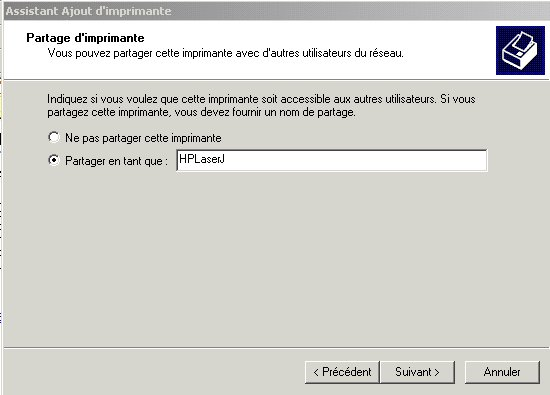 Assistant Ajout d'imprimante
Partage d'imprimante
Vous pouvez partager cette imprimante avec d'autres utilisateurs du réseau.
Indiquez si vous voulez que cette imprimante soit accessible aux autres utilisateurs. Si vous
partagez cette imprimante, vous devez fournir un nom de partage.
Ne pas partager cette imprimante
Partager en tant que : HPLaserJ
< Précédent Suivant > Annuler